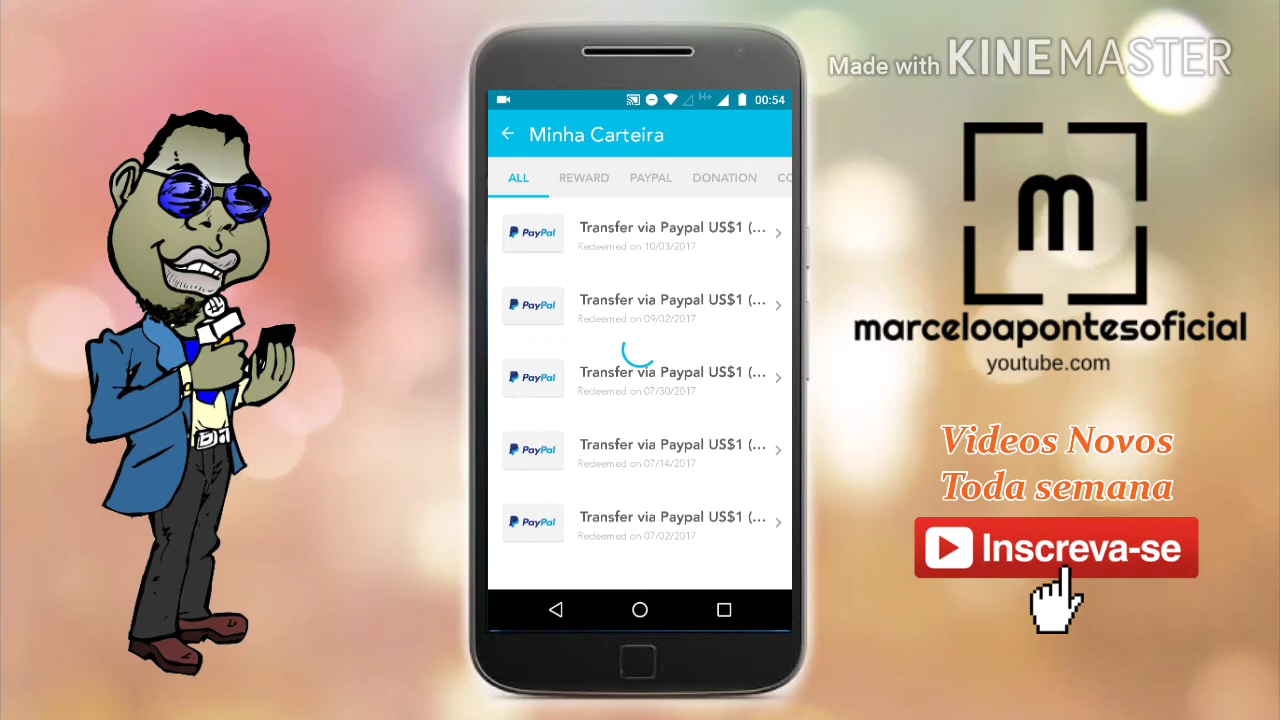 Made with KINEMASTER
H+ 00:54
Minha Carteira
ALL REWARD PAYPAL DONATION CO
PayPal Transfer via Paypal US$1 (...
Redeemed on 10/03/2017
PayPal Transfer via Paypal US$1 (...
Redeemed on 09/02/2017
PayPal Transfer via Paypal US$1 (...
Redeemed on 07/30/2017
PayPal Transfer via Paypal US$1 (...
Redeemed on 07/14/2017
PayPal Transfer via Paypal US$1 (...
Redeemed on 07/02/2017
m
marceloapontesoficial
youtube.com
Videos Novos
Toda semana
Inscreva-se